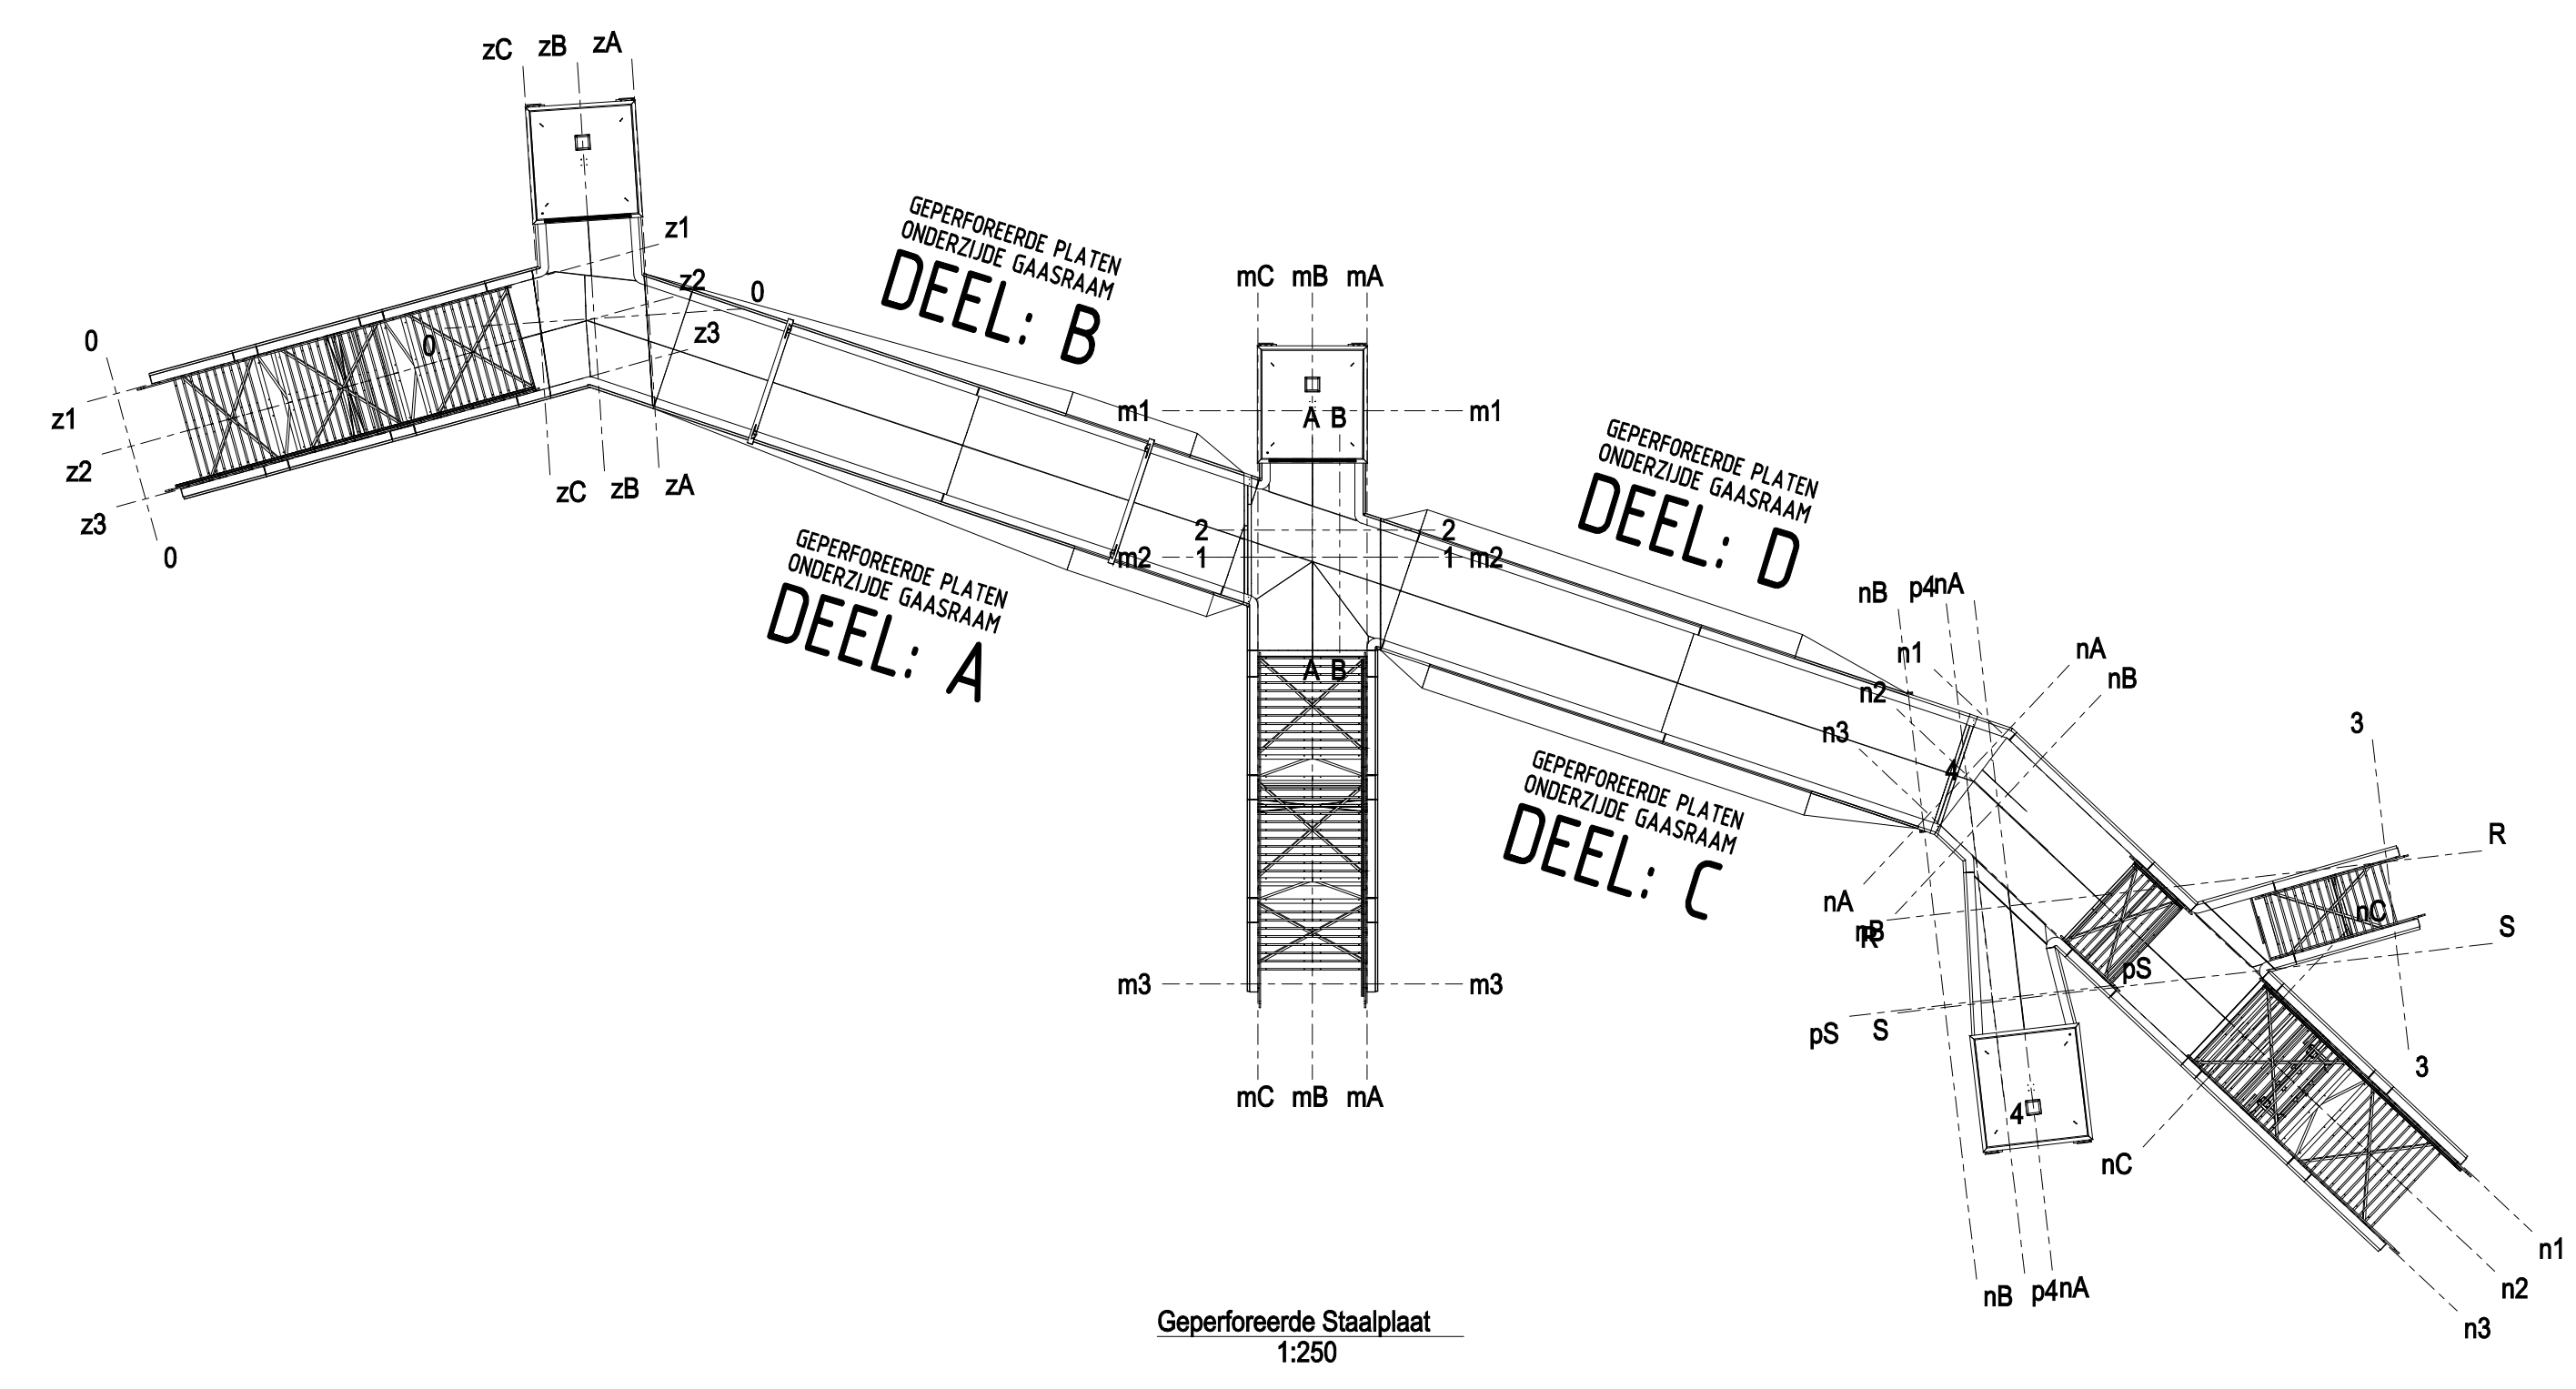 zC zB zA
z1
z2
0
z3
0
0
z1
z2
z3
0
zC zB zA
GEPERFOREERDE PLATEN
ONDERZIJDE GAASRAAM
DEEL: B
GEPERFOREERDE PLATEN
ONDERZIJDE GAASRAAM
DEEL: A
mC mB mA
m1 m1
A B
2 2
m2 1 1 m2
A B
m3 m3
mC mB mA
GEPERFOREERDE PLATEN
ONDERZIJDE GAASRAAM
DEEL: D
GEPERFOREERDE PLATEN
ONDERZIJDE GAASRAAM
DEEL: C
nB p4 nA
n1 nA
n2 nB
n3
4
3
R
nA nC
nB
R
S
pS
pS S
3
4
nC
n1
nB p4 nA n2
n3
Geperforeerde Staalplaat
1:250